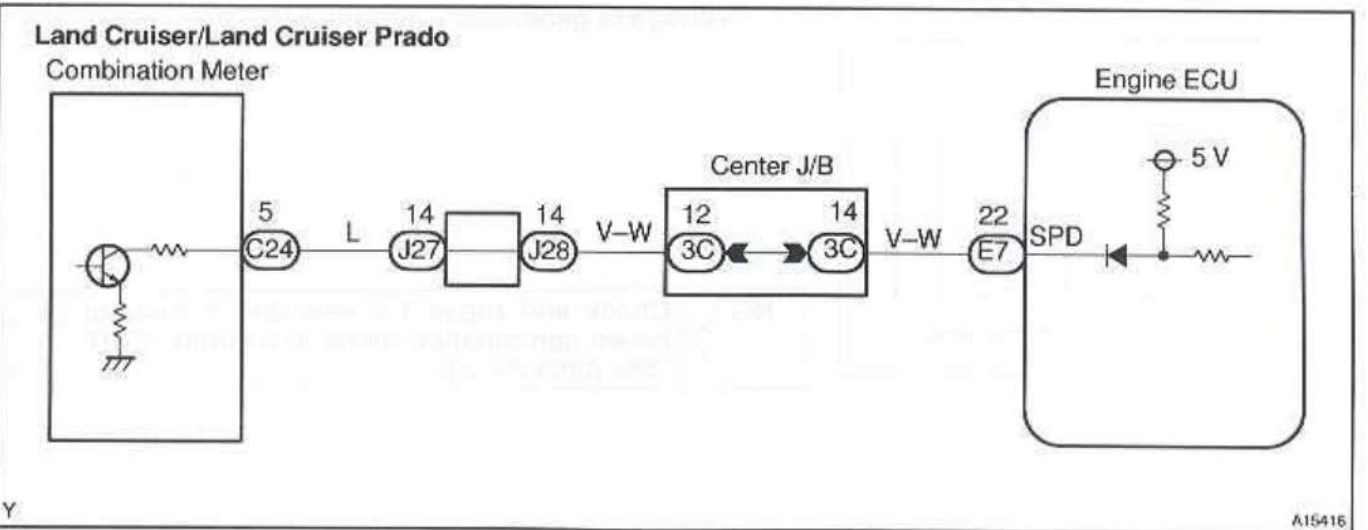 Land Cruiser/Land Cruiser Prado
Combination Meter
Engine ECU
Center J/B
5 V
5 14 14 12 14 22
L V–W V–W SPD
C24 J27 J28 3C 3C E7
Y
A15416